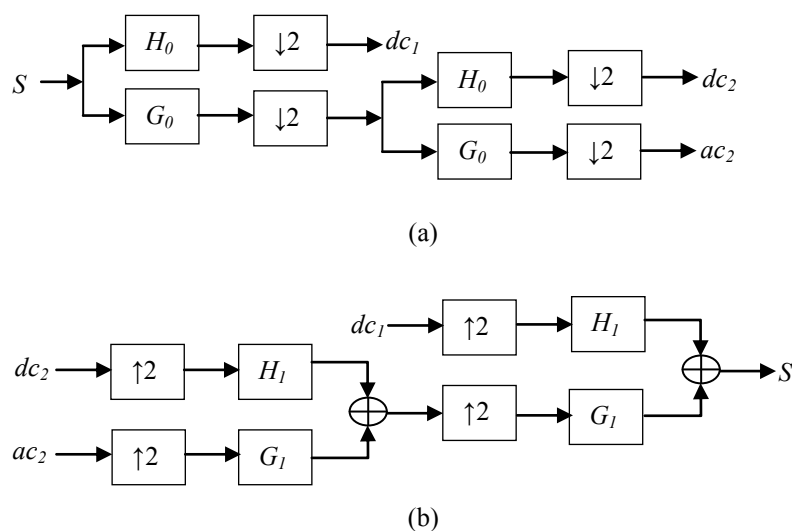 H₀ ↓2 dc₁
S
G₀ ↓2
H₀ ↓2 dc₂
G₀ ↓2 ac₂
(a)
dc₁ ↑2 H₁
dc₂ ↑2 H₁
S
↑2 G₁
ac₂ ↑2 G₁
(b)